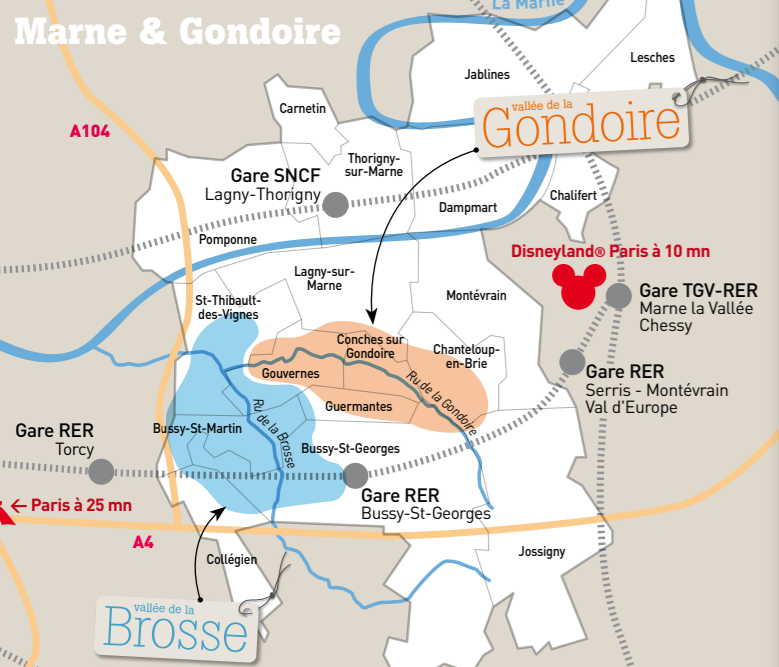 La Marne
Marne & Gondoire
Lesches
Jablines
vallée de la
Gondoire
Carnetin
A104
Thorigny-
sur-Marne
Gare SNCF
Lagny-Thorigny
Chalifert
Dampmart
Pomponne
Disneyland® Paris à 10 mn
Lagny-sur-
Marne
Gare TGV-RER
Marne la Vallée
Chessy
Montévrain
St-Thibault-
des-Vignes
Conches sur
Gondoire
Chanteloup-
en-Brie
Gouvernes
Ru de la Gondoire
Gare RER
Serris - Montévrain
Val d'Europe
Guermantes
Ru de la Brosse
Bussy-St-Martin
Gare RER
Torcy
Bussy-St-Georges
Gare RER
Bussy-St-Georges
← Paris à 25 mn
A4
Collégien
Jossigny
vallée de la
Brosse